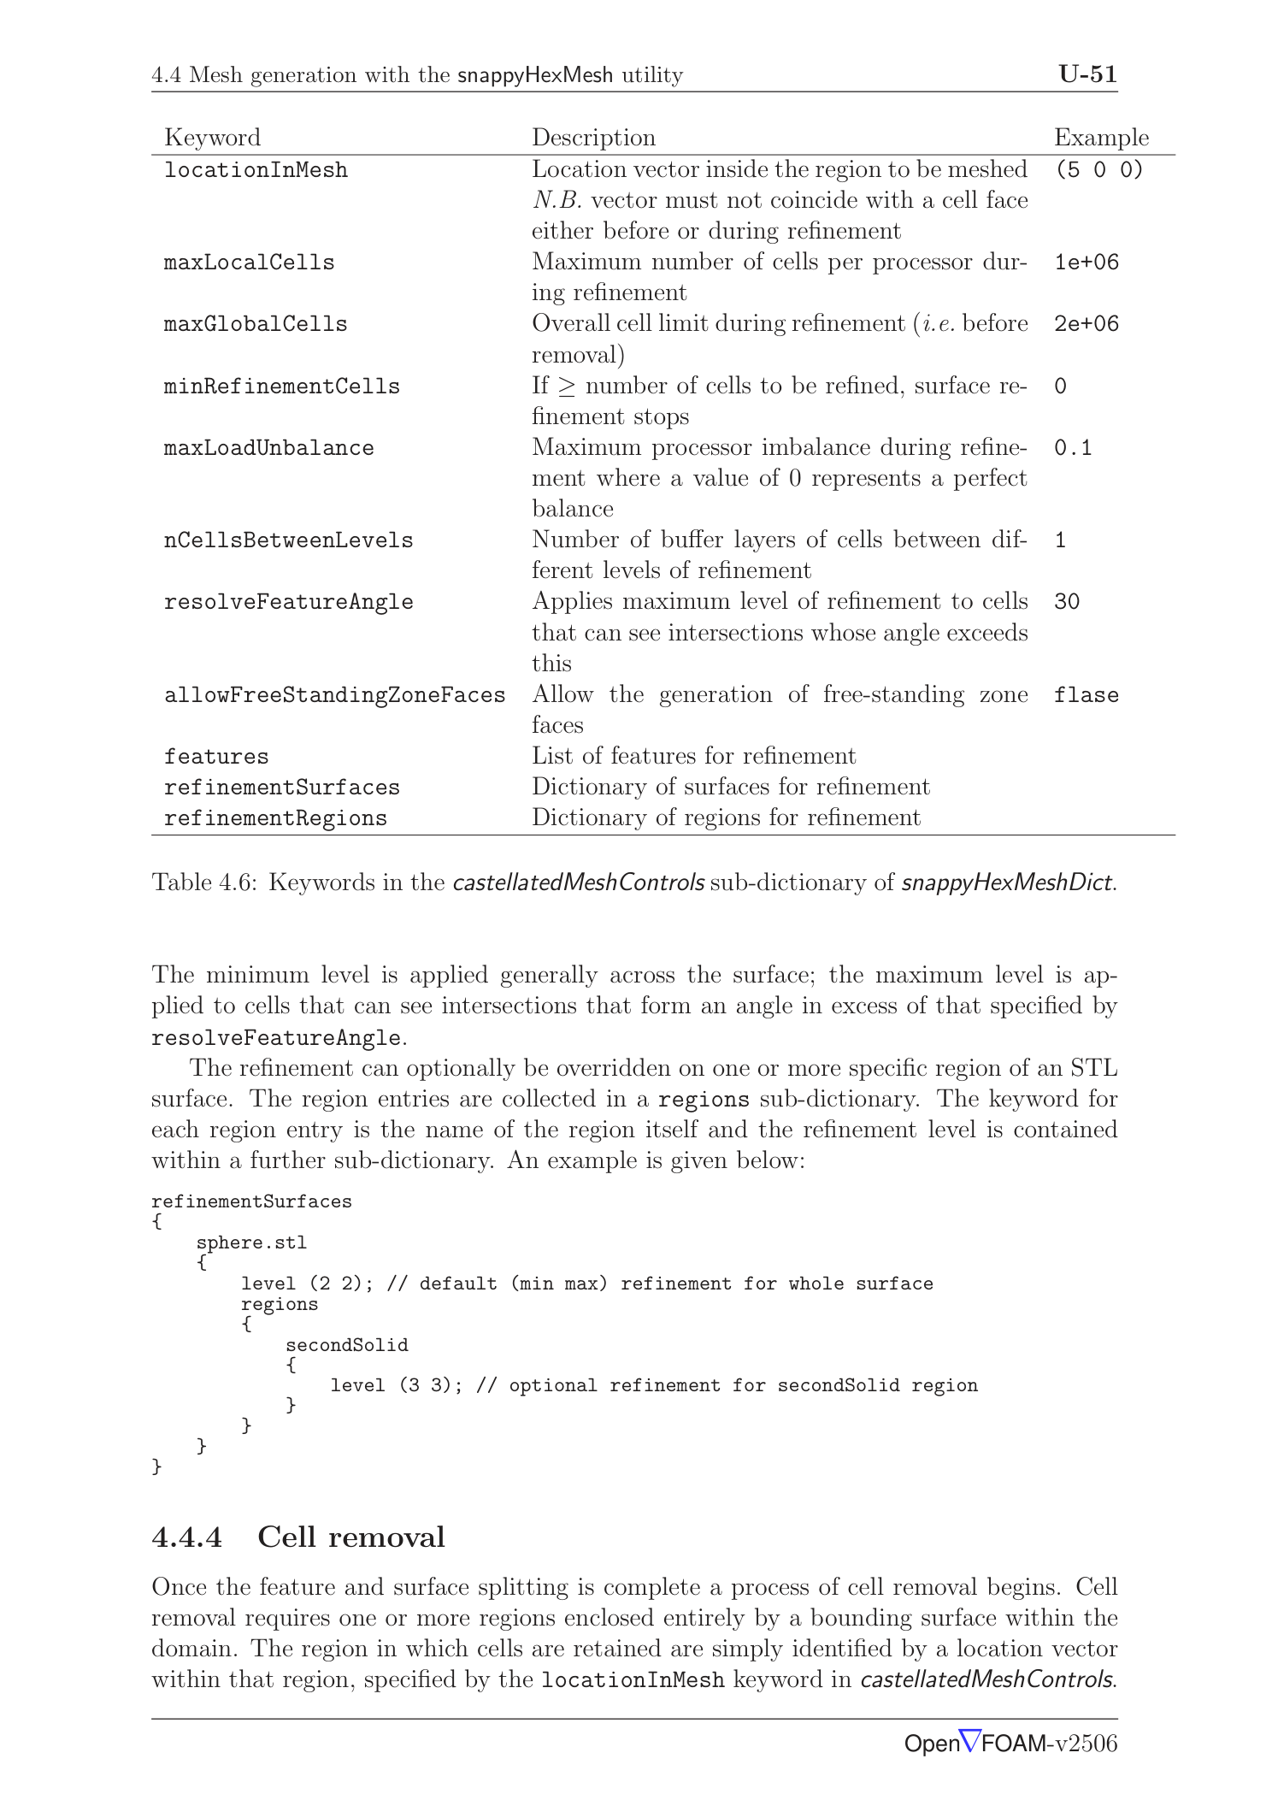 4.4 Mesh generation with the snappyHexMesh utility U-51
Keyword Description Example
locationInMesh Location vector inside the region to be meshed (5 0 0)
N.B. vector must not coincide with a cell face
either before or during refinement
maxLocalCells Maximum number of cells per processor dur- 1e+06
ing refinement
maxGlobalCells Overall cell limit during refinement (i.e. before 2e+06
removal)
minRefinementCells If ≥ number of cells to be refined, surface re- 0
finement stops
maxLoadUnbalance Maximum processor imbalance during refine- 0.1
ment where a value of 0 represents a perfect
balance
nCellsBetweenLevels Number of buffer layers of cells between dif- 1
ferent levels of refinement
resolveFeatureAngle Applies maximum level of refinement to cells 30
that can see intersections whose angle exceeds
this
allowFreeStandingZoneFaces Allow the generation of free-standing zone flase
faces
features List of features for refinement
refinementSurfaces Dictionary of surfaces for refinement
refinementRegions Dictionary of regions for refinement
Table 4.6: Keywords in the castellatedMeshControls sub-dictionary of snappyHexMeshDict.
The minimum level is applied generally across the surface; the maximum level is ap-
plied to cells that can see intersections that form an angle in excess of that specified by
resolveFeatureAngle.
The refinement can optionally be overridden on one or more specific region of an STL
surface. The region entries are collected in a regions sub-dictionary. The keyword for
each region entry is the name of the region itself and the refinement level is contained
within a further sub-dictionary. An example is given below:
refinementSurfaces
{
    sphere.stl
    {
        level (2 2); // default (min max) refinement for whole surface
        regions
        {
            secondSolid
            {
                level (3 3); // optional refinement for secondSolid region
            }
        }
    }
}
4.4.4 Cell removal
Once the feature and surface splitting is complete a process of cell removal begins. Cell
removal requires one or more regions enclosed entirely by a bounding surface within the
domain. The region in which cells are retained are simply identified by a location vector
within that region, specified by the locationInMesh keyword in castellatedMeshControls.
Open∇FOAM-v2506